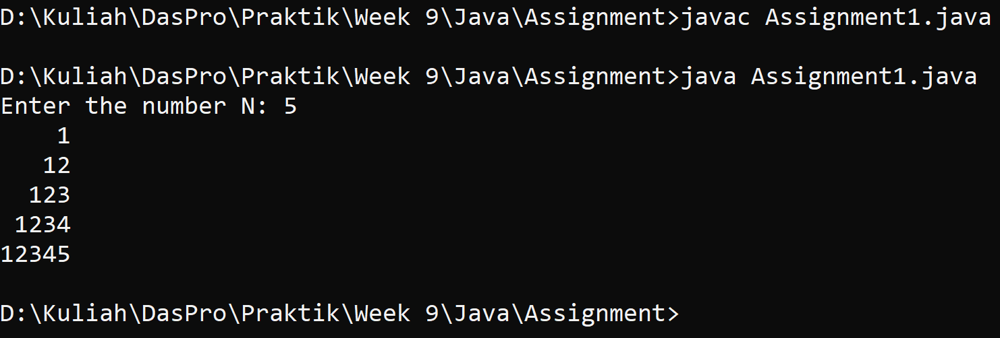 D:\Kuliah\DasPro\Praktik\Week 9\Java\Assignment>javac Assignment1.java
D:\Kuliah\DasPro\Praktik\Week 9\Java\Assignment>java Assignment1.java
Enter the number N: 5
    1
   12
  123
 1234
12345
D:\Kuliah\DasPro\Praktik\Week 9\Java\Assignment>